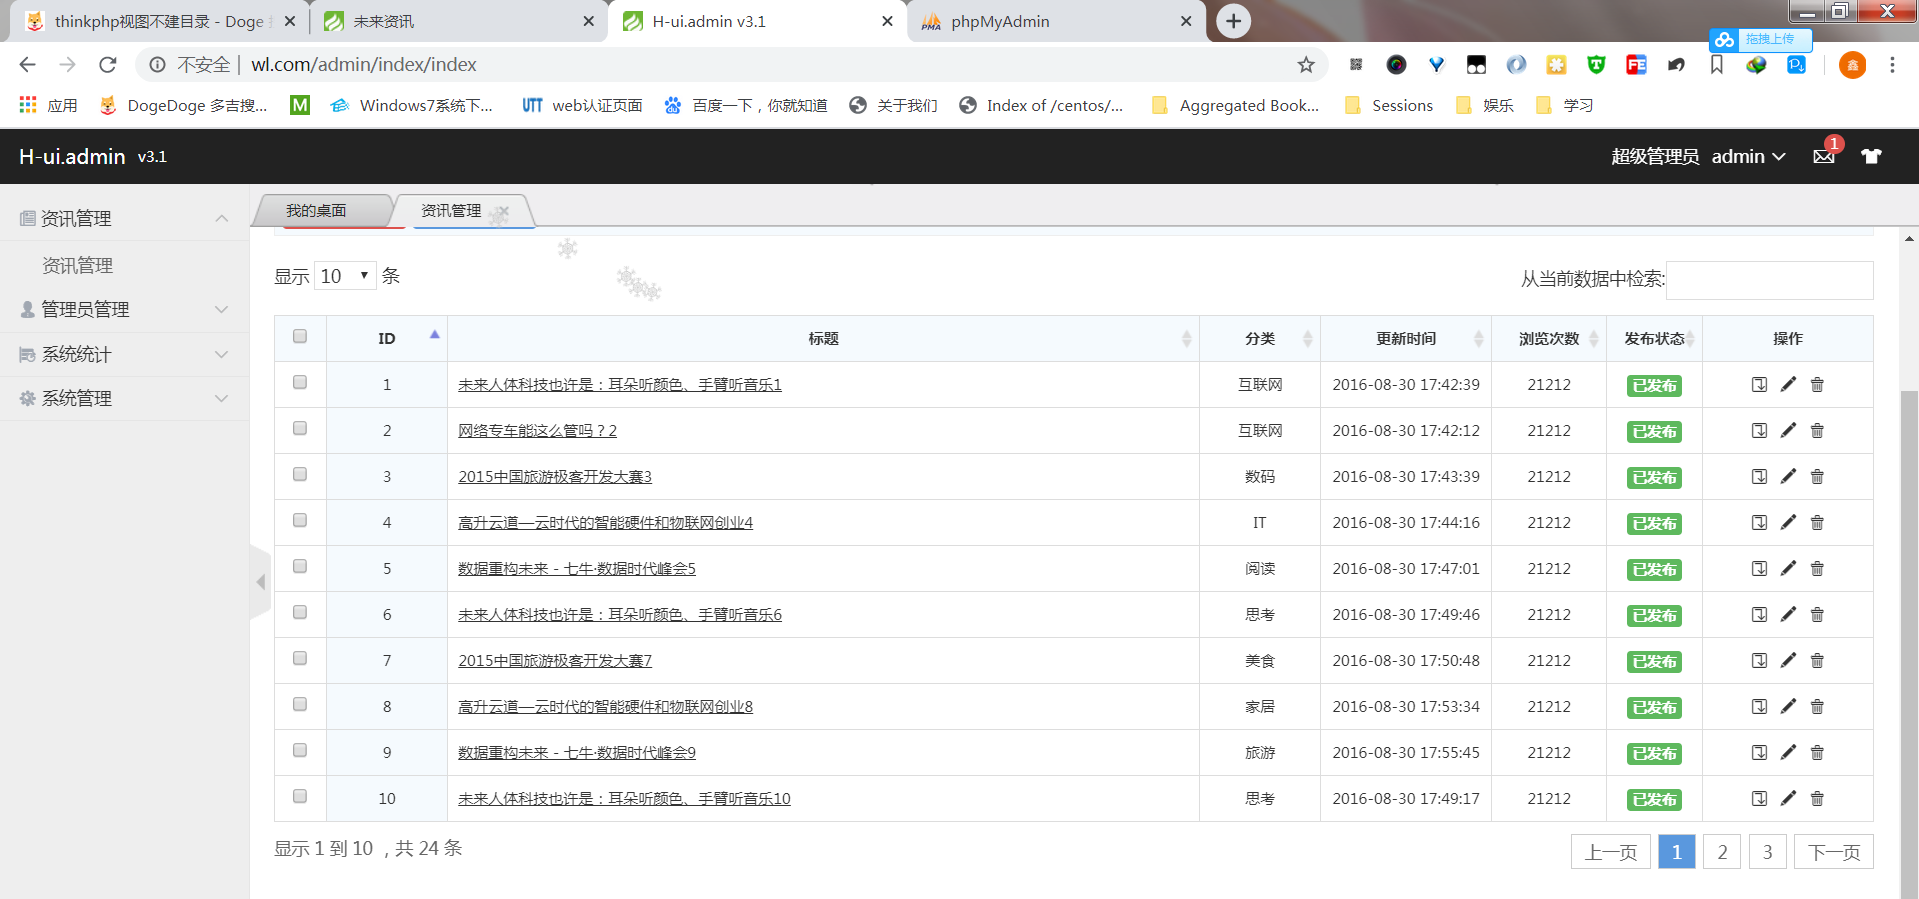 thinkphp视图不建目录 - Doge
未来资讯
H-ui.admin v3.1
phpMyAdmin
拖拽上传
不安全 | wl.com/admin/index/index
应用
DogeDoge 多吉搜...
M
Windows7系统下...
UTT web认证页面
百度一下，你就知道
关于我们
Index of /centos/...
Aggregated Book...
Sessions
娱乐
学习
H-ui.admin v3.1
超级管理员 admin
1
资讯管理
资讯管理
管理员管理
系统统计
系统管理
我的桌面
资讯管理
显示 10 条
从当前数据中检索:
ID 标题 分类 更新时间 浏览次数 发布状态 操作
1 未来人体科技也许是：耳朵听颜色、手臂听音乐1 互联网 2016-08-30 17:42:39 21212 已发布
2 网络专车能这么管吗？2 互联网 2016-08-30 17:42:12 21212 已发布
3 2015中国旅游极客开发大赛3 数码 2016-08-30 17:43:39 21212 已发布
4 高升云道—云时代的智能硬件和物联网创业4 IT 2016-08-30 17:44:16 21212 已发布
5 数据重构未来 - 七牛·数据时代峰会5 阅读 2016-08-30 17:47:01 21212 已发布
6 未来人体科技也许是：耳朵听颜色、手臂听音乐6 思考 2016-08-30 17:49:46 21212 已发布
7 2015中国旅游极客开发大赛7 美食 2016-08-30 17:50:48 21212 已发布
8 高升云道—云时代的智能硬件和物联网创业8 家居 2016-08-30 17:53:34 21212 已发布
9 数据重构未来 - 七牛·数据时代峰会9 旅游 2016-08-30 17:55:45 21212 已发布
10 未来人体科技也许是：耳朵听颜色、手臂听音乐10 思考 2016-08-30 17:49:17 21212 已发布
显示 1 到 10 ，共 24 条
上一页 1 2 3 下一页